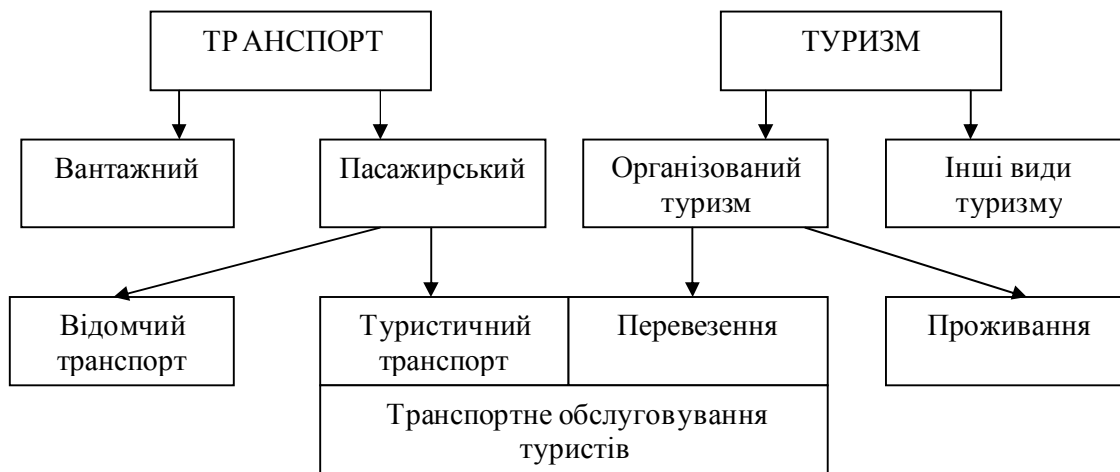 ТРАНСПОРТ
ТУРИЗМ
Вантажний
Пасажирський
Організований
туризм
Інші види
туризму
Відомчий
транспорт
Туристичний
транспорт
Перевезення
Проживання
Транспортне обслуговування
туристів